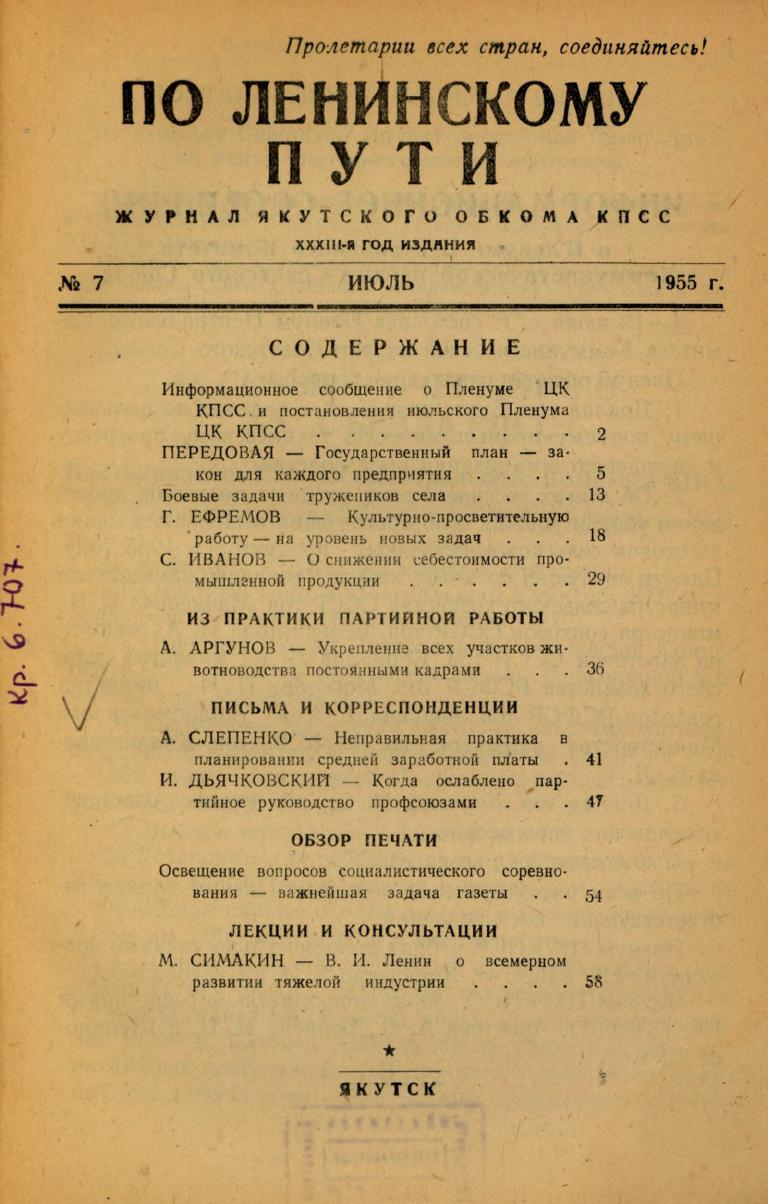 Пролетарии всех стран, соединяйтесь!
ПО ЛЕНИНСКОМУ
ПУТИ
ЖУРНАЛ ЯКУТСКОГО ОБКОМА КПСС
XXXIII-Я ГОД ИЗДАНИЯ
№ 7 ИЮЛЬ 1955 г.
СОДЕРЖАНИЕ
Информационное сообщение о Пленуме ЦК
КПСС и постановления июльского Пленума
ЦК КПСС . . . . . . . . . 2
ПЕРЕДОВАЯ — Государственный план — за-
кон для каждого предприятия . . . . 5
Боевые задачи тружеников села . . . . 13
Г. ЕФРЕМОВ — Культурно-просветительную
работу — на уровень новых задач . . . 18
С. ИВАНОВ — О снижении себестоимости про-
мышленной продукции . . . . . . 29
ИЗ ПРАКТИКИ ПАРТИЙНОЙ РАБОТЫ
А. АРГУНОВ — Укрепление всех участков жи-
вотноводства постоянными кадрами . . . 36
ПИСЬМА И КОРРЕСПОНДЕНЦИИ
А. СЛЕПЕНКО — Неправильная практика в
планировании средней заработной платы . 41
И. ДЬЯЧКОВСКИЙ — Когда ослаблено пар-
тийное руководство профсоюзами . . . 47
ОБЗОР ПЕЧАТИ
Освещение вопросов социалистического соревно-
вания — важнейшая задача газеты . . 54
ЛЕКЦИИ И КОНСУЛЬТАЦИИ
М. СИМАКИН — В. И. Ленин о всемерном
развитии тяжелой индустрии . . . . 58
★
ЯКУТСК
Кр. 6.707.